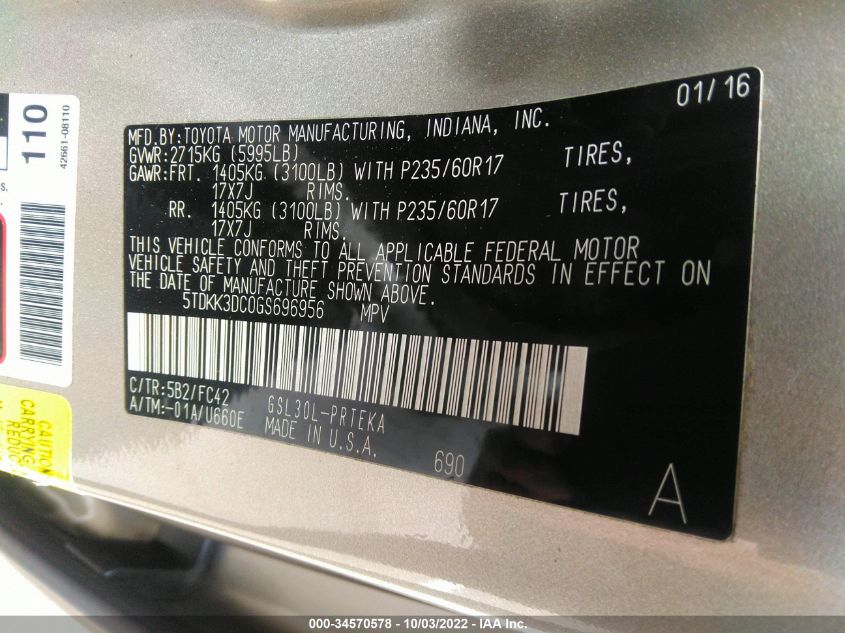 01/16
MFD.BY:TOYOTA MOTOR MANUFACTURING, INDIANA, INC.
GVWR:2715KG (5995LB)
GAWR:FRT. 1405KG (3100LB) WITH P235/60R17 TIRES,
17X7J RIMS.
RR. 1405KG (3100LB) WITH P235/60R17 TIRES,
17X7J RIMS.
THIS VEHICLE CONFORMS TO ALL APPLICABLE FEDERAL MOTOR
VEHICLE SAFETY AND THEFT PREVENTION STANDARDS IN EFFECT ON
THE DATE OF MANUFACTURE SHOWN ABOVE.
5TDKK3DC0GS696956 MPV
C/TR:5B2/FC42
A/TM:-01A/U660E
GSL30L-PRTEKA
MADE IN U.S.A.
690
A
110
42661-08110
CAUTION
CARRYING
REDUC
000-34570578 - 10/03/2022 - IAA Inc.